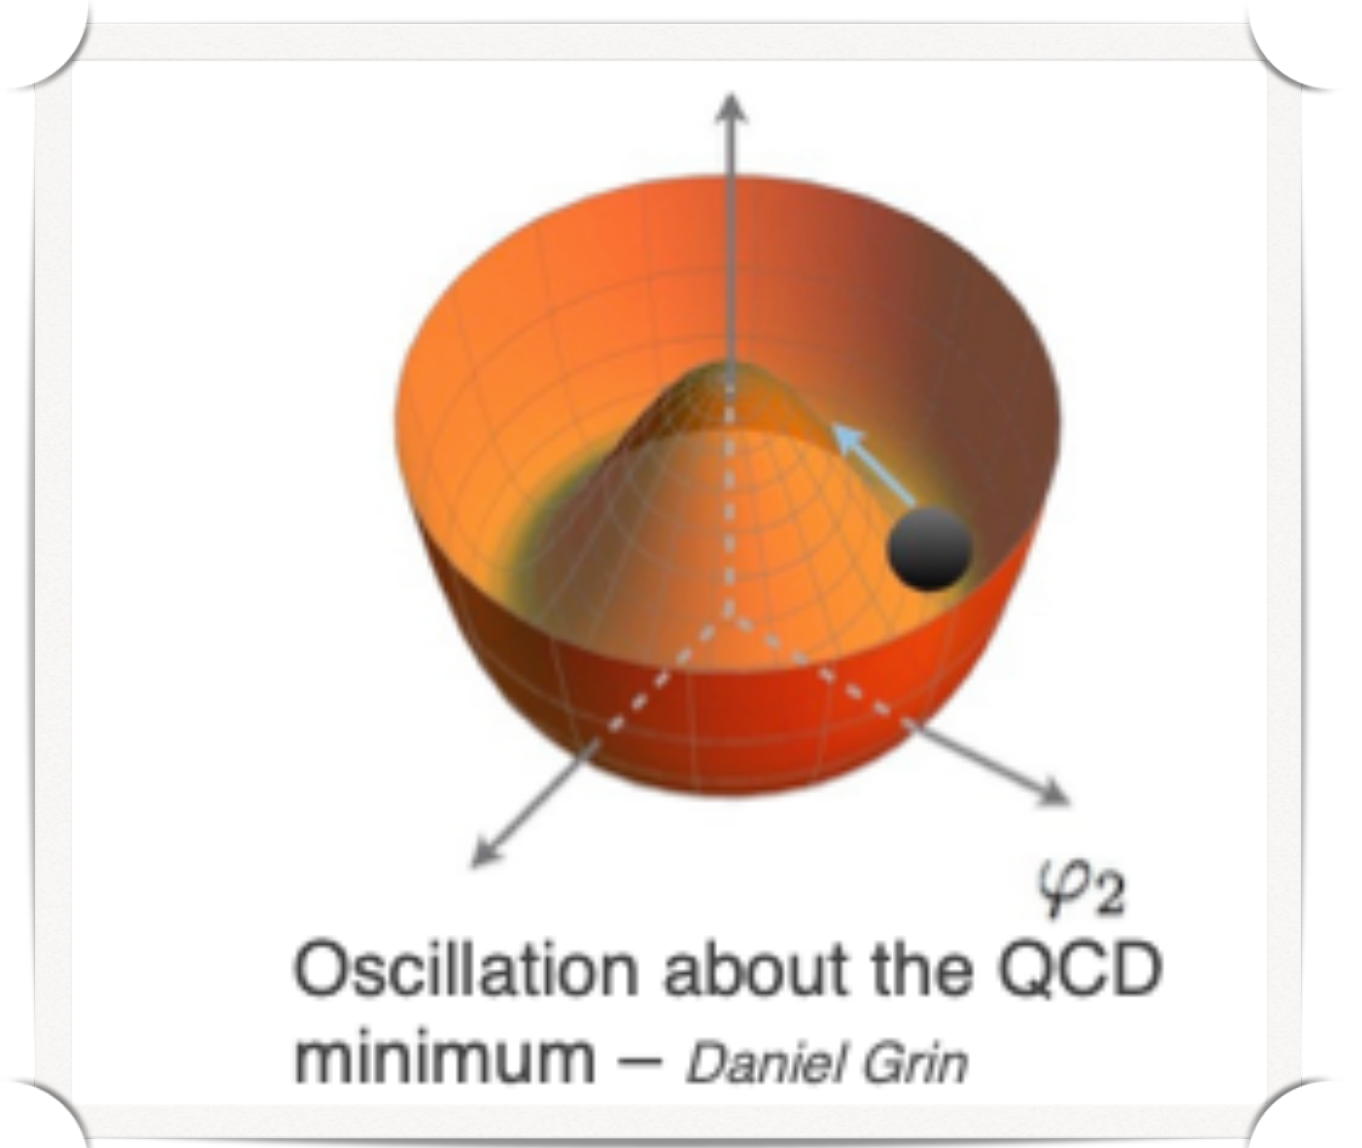 φ₂
Oscillation about the QCD
minimum – Daniel Grin